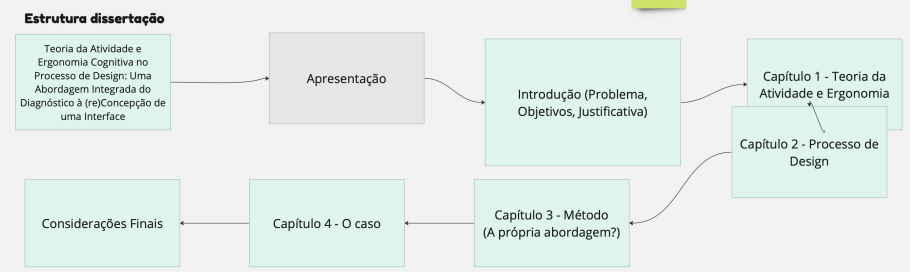 Estrutura dissertação
Teoria da Atividade e
Ergonomia Cognitiva no
Processo de Design: Uma
Abordagem Integrada do
Diagnóstico à (re)Concepção de
uma Interface
Apresentação
Introdução (Problema,
Objetivos, Justificativa)
Capítulo 1 - Teoria da
Atividade e Ergonomia
Capítulo 2 - Processo de
Design
Capítulo 3 - Método
(A própria abordagem?)
Capítulo 4 - O caso
Considerações Finais